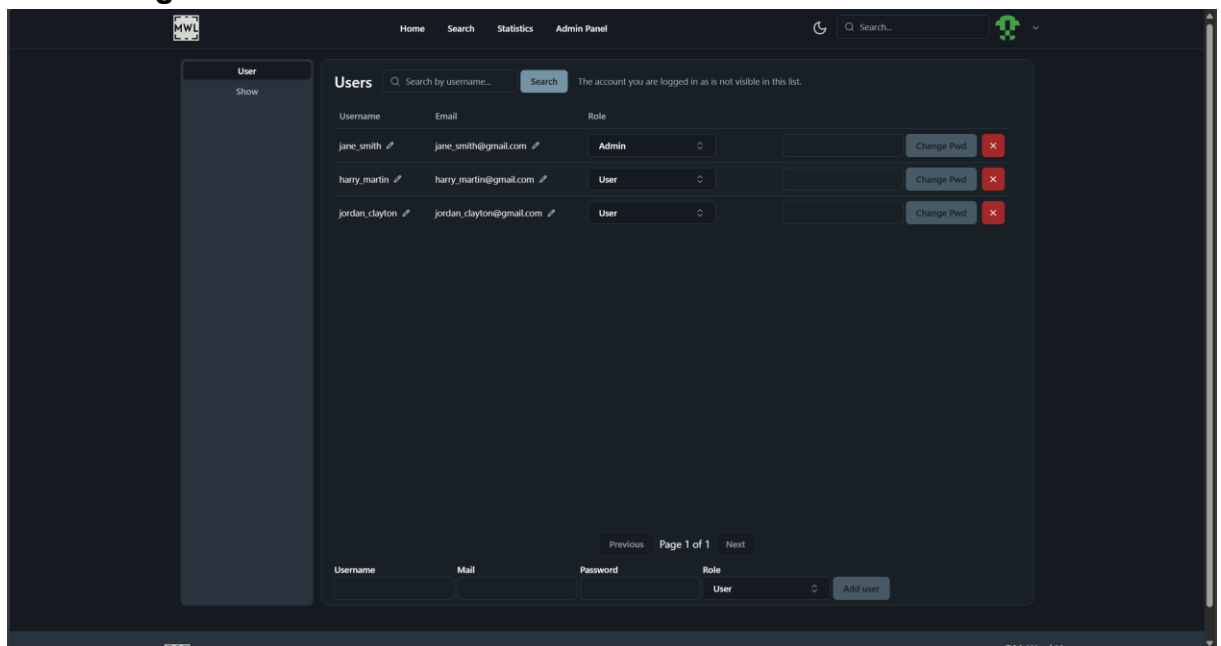 MWL
Home Search Statistics Admin Panel Search...
User
Show
Users Search by username... Search The account you are logged in as is not visible in this list.
Username Email Role
jane_smith jane_smith@gmail.com Admin Change Pwd
harry_martin harry_martin@gmail.com User Change Pwd
jordan_clayton jordan_clayton@gmail.com User Change Pwd
Previous Page 1 of 1 Next
Username Mail Password Role
User Add user